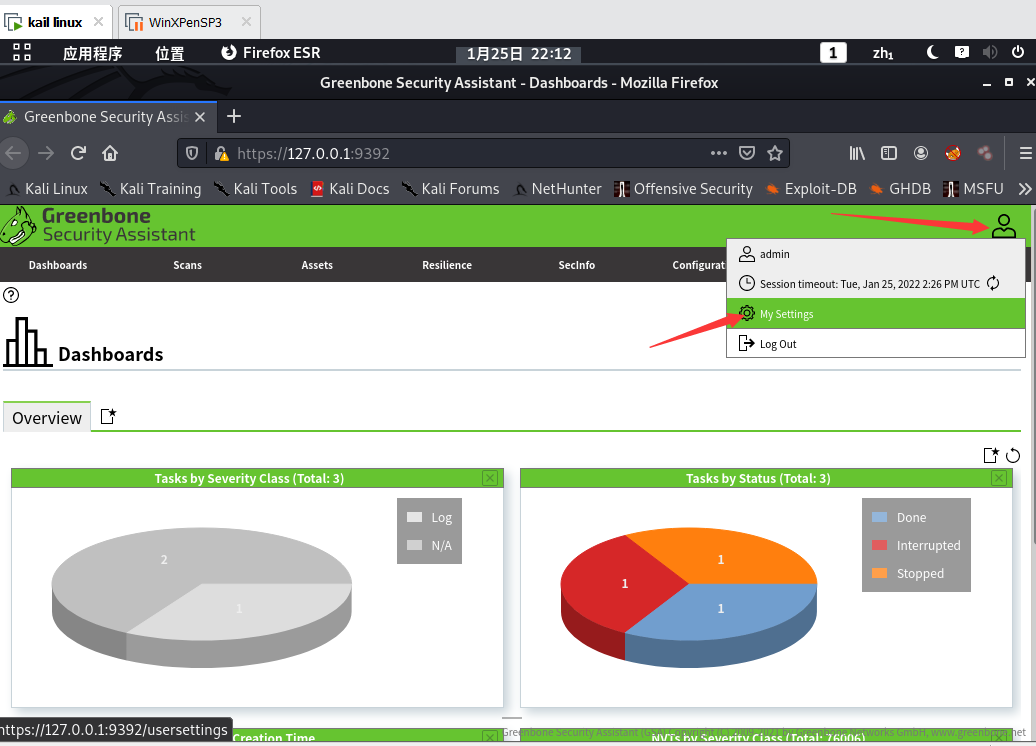 kail linux
WinXPenSP3
应用程序 位置 Firefox ESR 1月25日 22:12 1 zh₁
Greenbone Security Assistant - Dashboards - Mozilla Firefox
Greenbone Security Assis
https://127.0.0.1:9392
Kali Linux Kali Training Kali Tools Kali Docs Kali Forums NetHunter Offensive Security Exploit-DB GHDB MSFU
Greenbone
Security Assistant
Dashboards Scans Assets Resilience SecInfo Configurat
admin
Session timeout: Tue, Jan 25, 2022 2:26 PM UTC
My Settings
Log Out
Dashboards
Overview
Tasks by Severity Class (Total: 3)
Log
N/A
2
1
Tasks by Status (Total: 3)
Done
Interrupted
Stopped
1
1
1
https://127.0.0.1:9392/usersettings
Creation Time
NVTs by Severity Class (Total: 76006)
Greenbone Security Assistant (GSA) Copyright (C)
tworks GmbH, www.greenbone.net